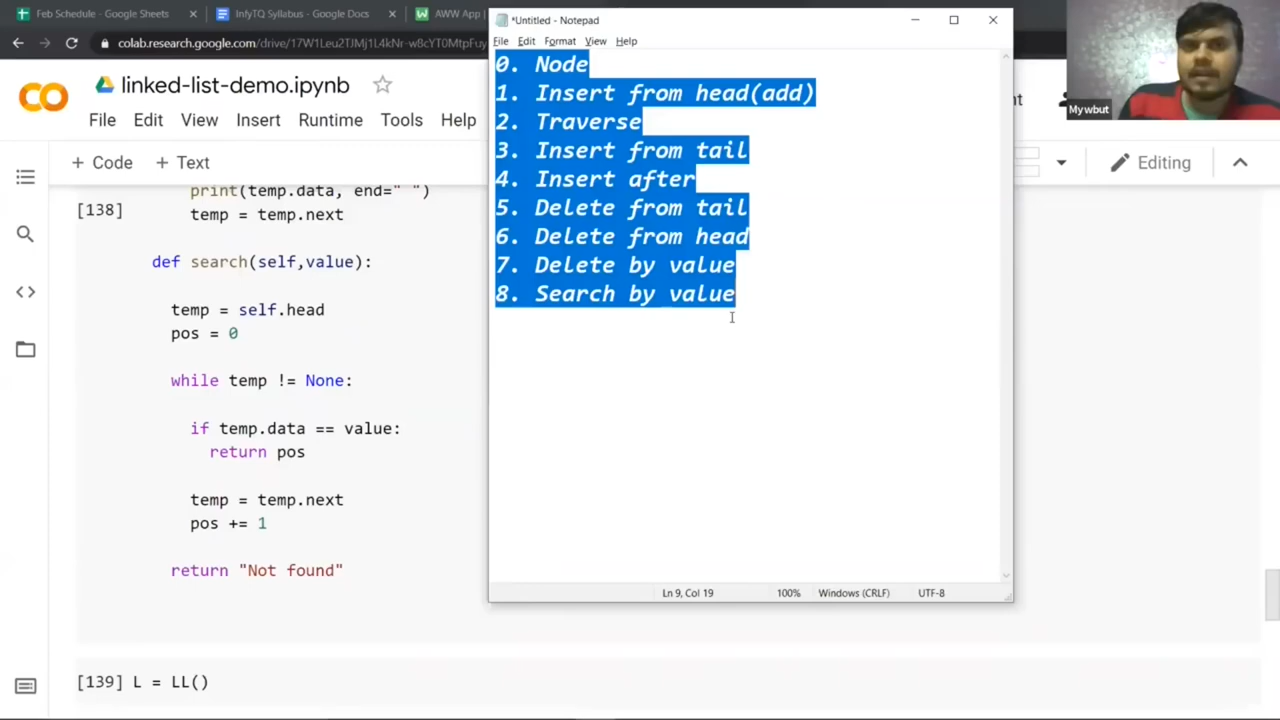 Feb Schedule - Google Sheets
InfyTQ Syllabus - Google Docs
AWW App
colab.research.google.com/drive/17W1Leu2TJMj1L4kNr-w8cYT0MtpFuy
linked-list-demo.ipynb
File Edit View Insert Runtime Tools Help
+ Code + Text
Editing
[138]
print(temp.data, end=" ")
temp = temp.next
def search(self,value):
temp = self.head
pos = 0
while temp != None:
if temp.data == value:
return pos
temp = temp.next
pos += 1
return "Not found"
[139] L = LL()
*Untitled - Notepad
File Edit Format View Help
0. Node
1. Insert from head(add)
2. Traverse
3. Insert from tail
4. Insert after
5. Delete from tail
6. Delete from head
7. Delete by value
8. Search by value
Ln 9, Col 19 100% Windows (CRLF) UTF-8
Mywbut